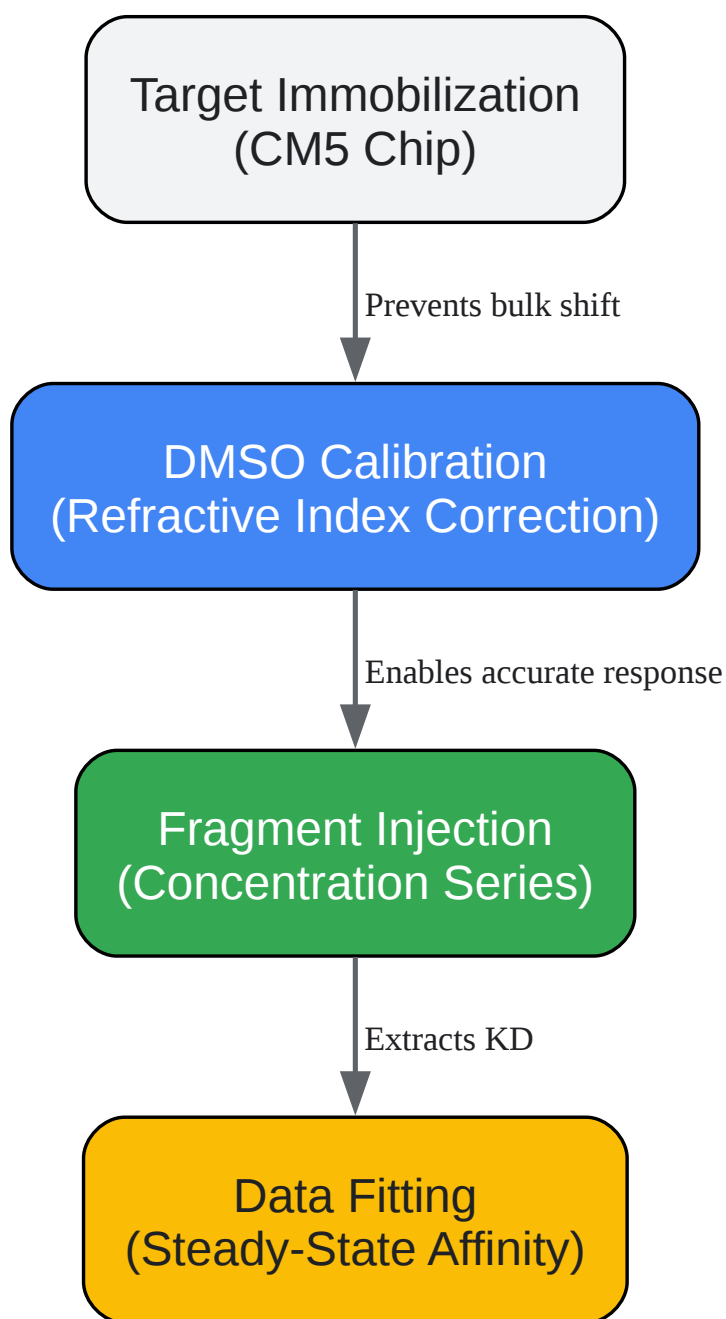 Target Immobilization
(CM5 Chip)
Prevents bulk shift
DMSO Calibration
(Refractive Index Correction)
Enables accurate response
Fragment Injection
(Concentration Series)
Extracts KD
Data Fitting
(Steady-State Affinity)